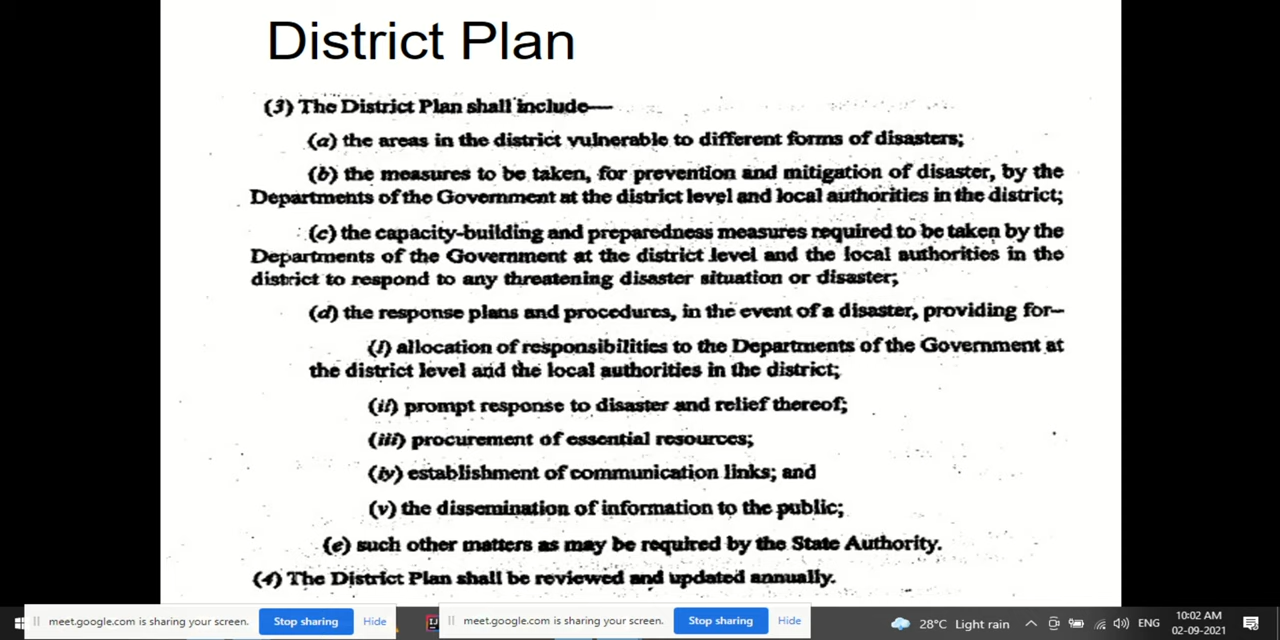 District Plan
(3) The District Plan shall include—
(a) the areas in the district vulnerable to different forms of disasters;
(b) the measures to be taken, for prevention and mitigation of disaster, by the
Departments of the Government at the district level and local authorities in the district;
(c) the capacity-building and preparedness measures required to be taken by the
Departments of the Government at the district level and the local authorities in the
district to respond to any threatening disaster situation or disaster;
(d) the response plans and procedures, in the event of a disaster, providing for—
(i) allocation of responsibilities to the Departments of the Government at
the district level and the local authorities in the district;
(ii) prompt response to disaster and relief thereof;
(iii) procurement of essential resources;
(iv) establishment of communication links; and
(v) the dissemination of information to the public;
(e) such other matters as may be required by the State Authority.
(4) The District Plan shall be reviewed and updated annually.
meet.google.com is sharing your screen. Stop sharing Hide
meet.google.com is sharing your screen. Stop sharing Hide
28°C Light rain
ENG
10:02 AM
02-09-2021